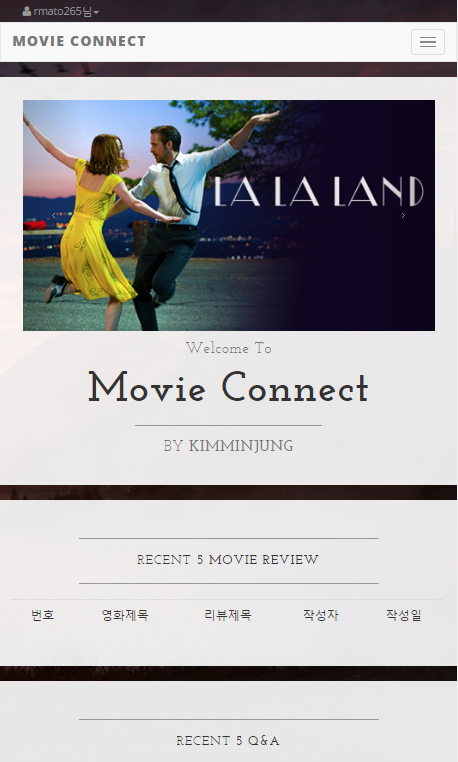 rmato265님
MOVIE CONNECT
LA LA LAND
Welcome To
Movie Connect
BY KIMMINJUNG
RECENT 5 MOVIE REVIEW
번호 영화제목 리뷰제목 작성자 작성일
RECENT 5 Q&A